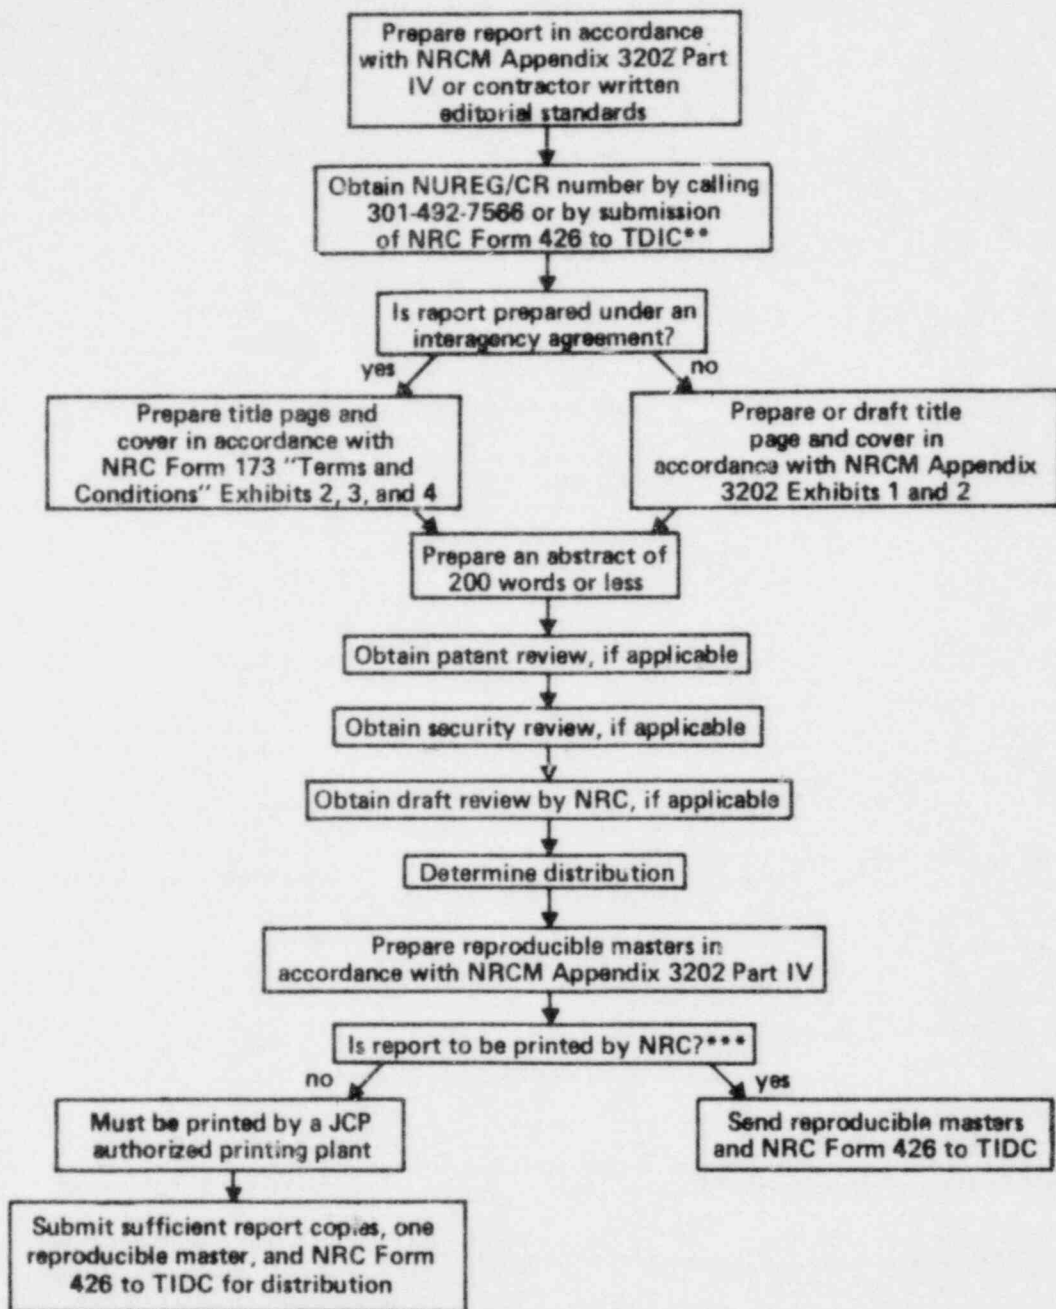 Prepare report in accordance
with NRCM Appendix 3202 Part
IV or contractor written
editorial standards
Obtain NUREG/CR number by calling
301-492-7566 or by submission
of NRC Form 426 to TDIC**
Is report prepared under an
interagency agreement?
yes
no
Prepare title page and
cover in accordance with
NRC Form 173 "Terms and
Conditions" Exhibits 2, 3, and 4
Prepare or draft title
page and cover in
accordance with NRCM Appendix
3202 Exhibits 1 and 2
Prepare an abstract of
200 words or less
Obtain patent review, if applicable
Obtain security review, if applicable
Obtain draft review by NRC, if applicable
Determine distribution
Prepare reproducible masters in
accordance with NRCM Appendix 3202 Part IV
Is report to be printed by NRC?***
no
yes
Must be printed by a JCP
authorized printing plant
Send reproducible masters
and NRC Form 426 to TIDC
Submit sufficient report copies, one
reproducible master, and NRC Form
426 to TIDC for distribution